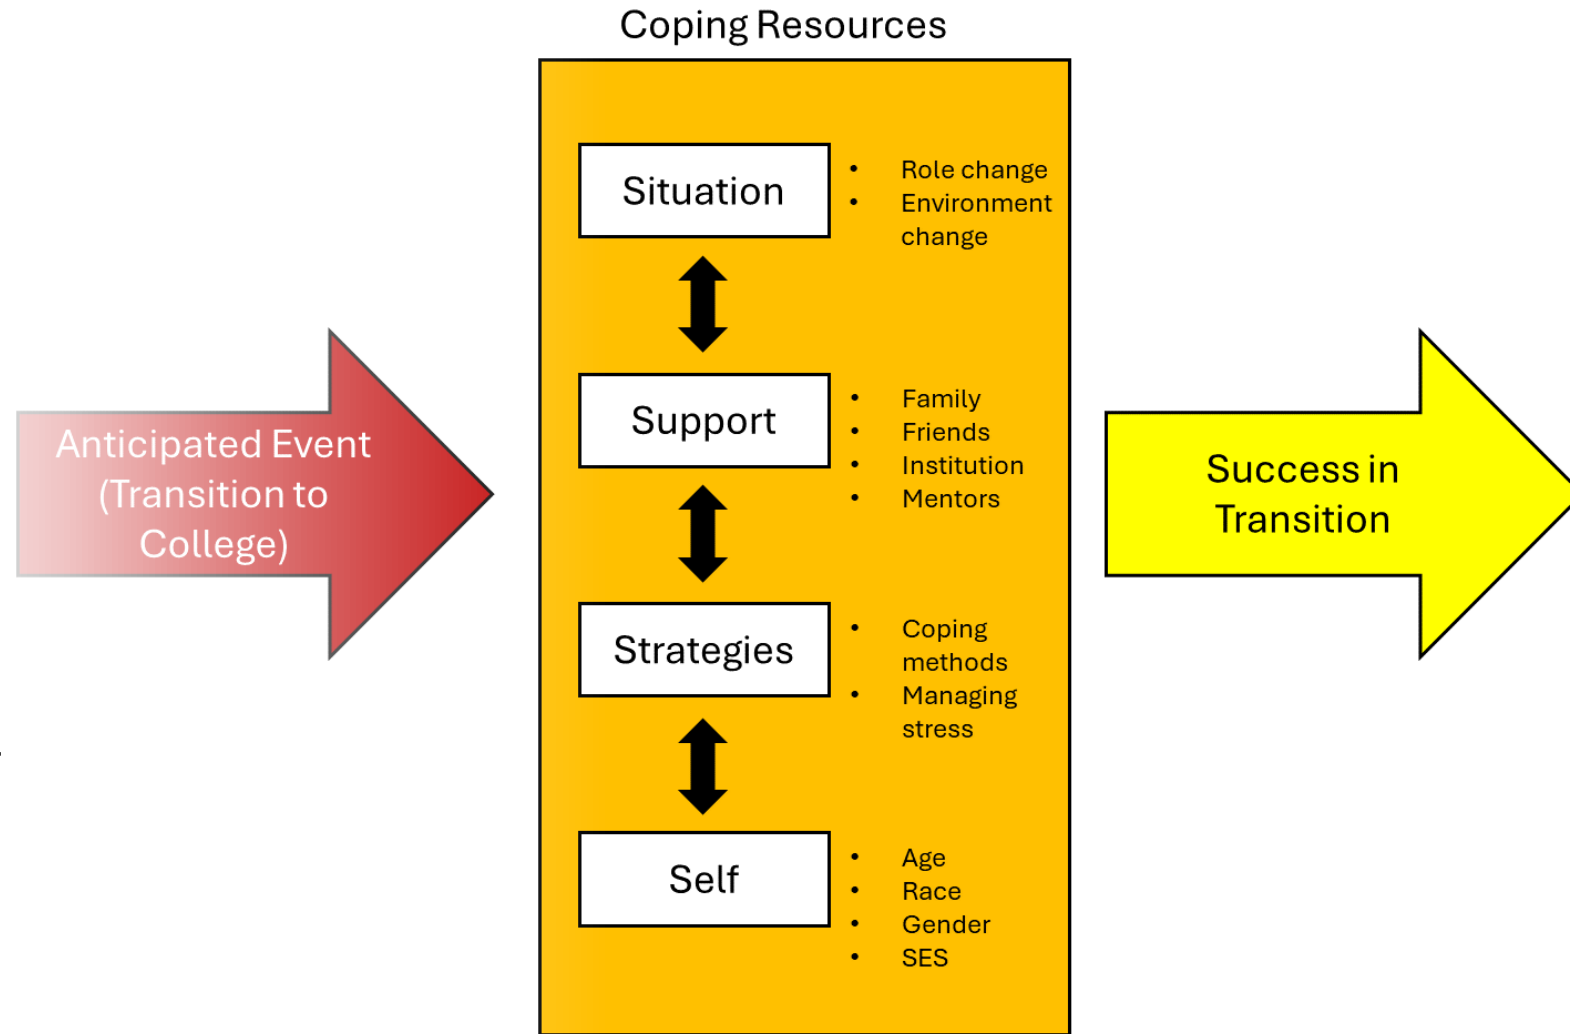 Coping Resources
Situation
• Role change
• Environment
change
Support
• Family
• Friends
• Institution
• Mentors
Anticipated Event
(Transition to
College)
Success in
Transition
Strategies
• Coping
methods
• Managing
stress
Self
• Age
• Race
• Gender
• SES